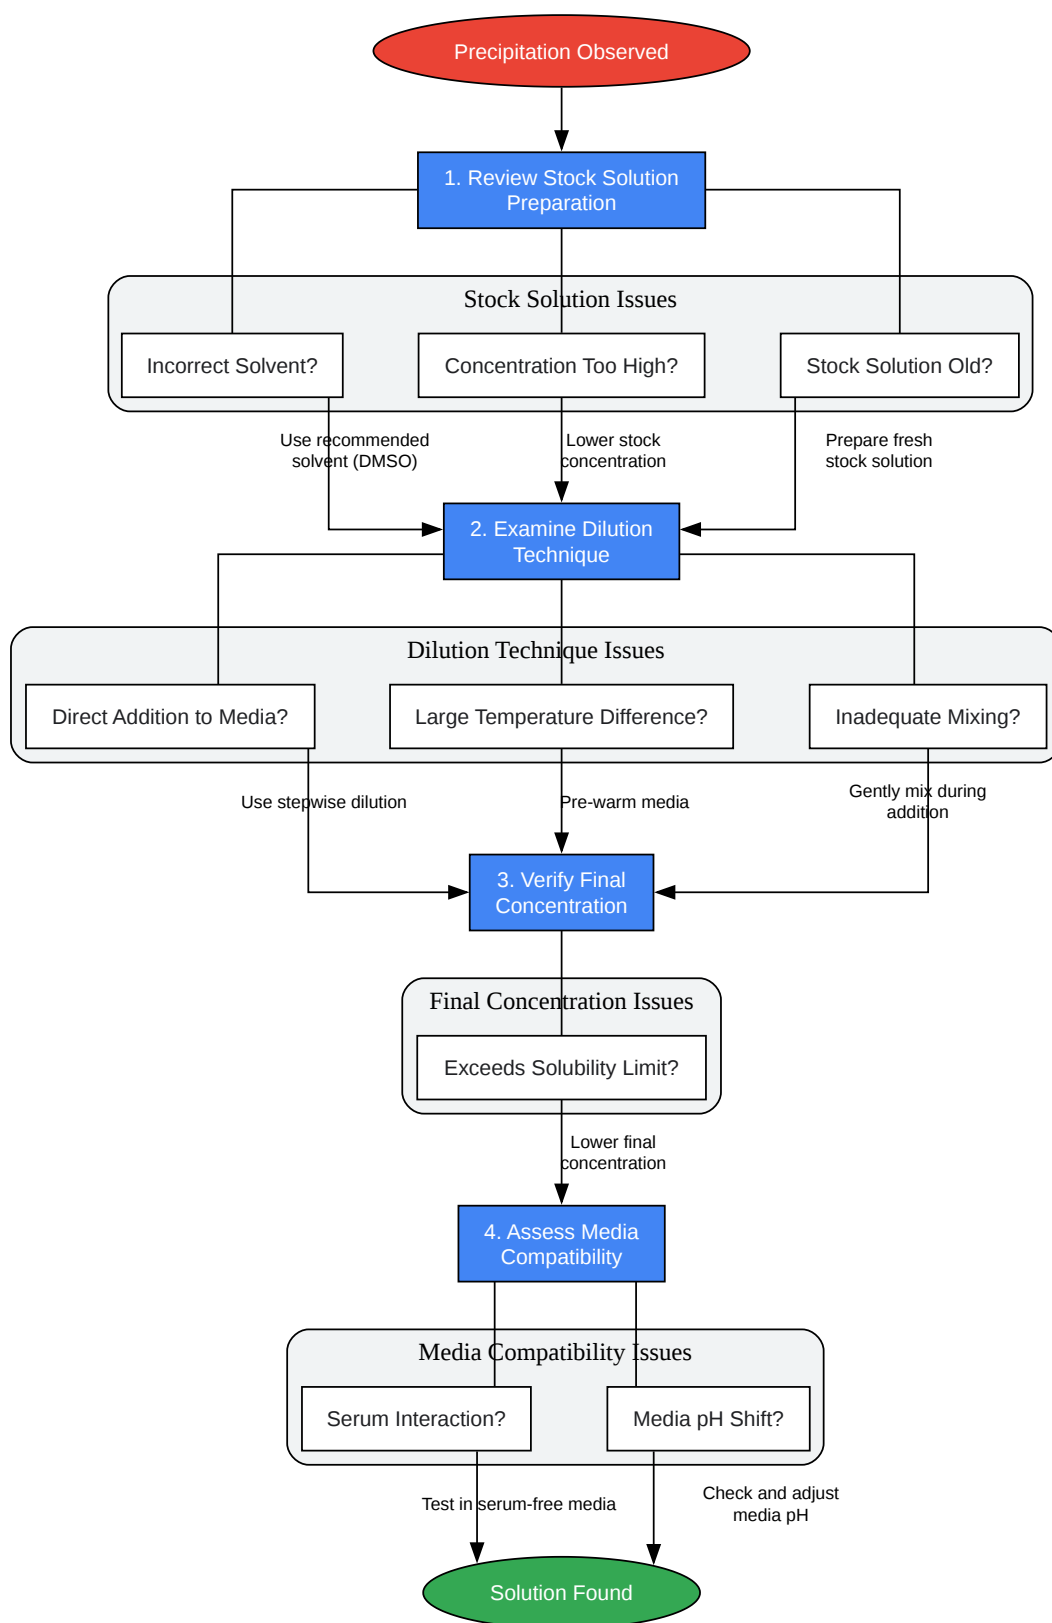 Precipitation Observed
1. Review Stock Solution
Preparation
Stock Solution Issues
Incorrect Solvent?
Concentration Too High?
Stock Solution Old?
Use recommended
solvent (DMSO)
Lower stock
concentration
Prepare fresh
stock solution
2. Examine Dilution
Technique
Dilution Technique Issues
Direct Addition to Media?
Large Temperature Difference?
Inadequate Mixing?
Use stepwise dilution
Pre-warm media
Gently mix during
addition
3. Verify Final
Concentration
Final Concentration Issues
Exceeds Solubility Limit?
Lower final
concentration
4. Assess Media
Compatibility
Media Compatibility Issues
Serum Interaction?
Media pH Shift?
Test in serum-free media
Check and adjust
media pH
Solution Found